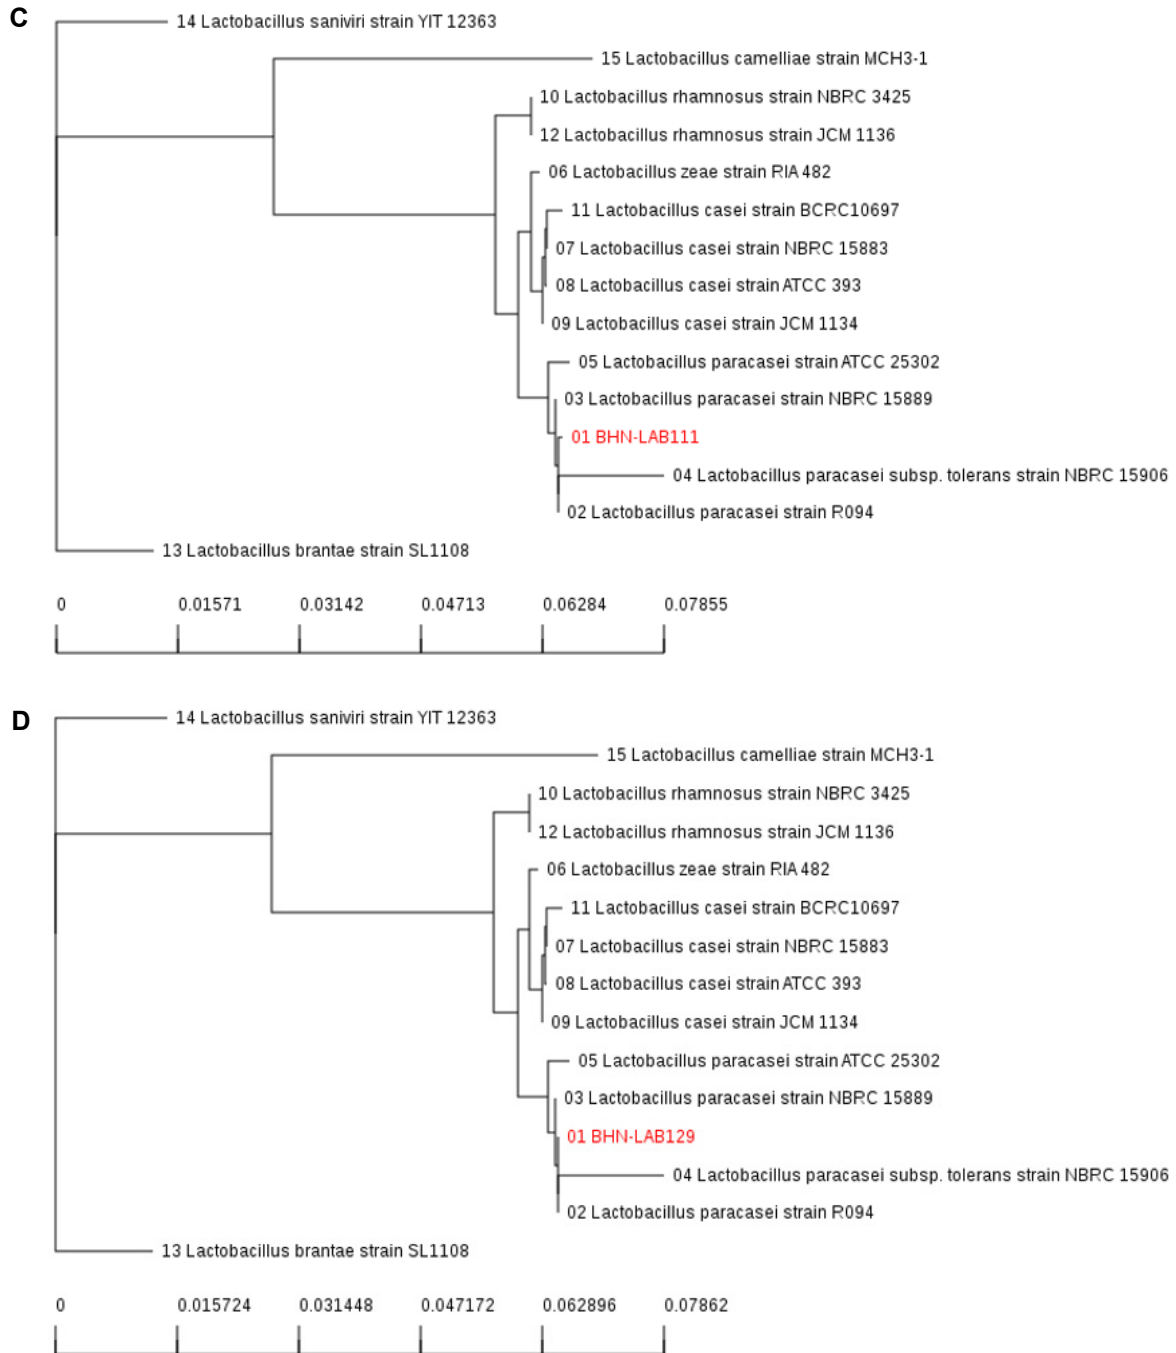 C
14 Lactobacillus saniviri strain YIT 12363
15 Lactobacillus camelliae strain MCH3-1
10 Lactobacillus rhamnosus strain NBRC 3425
12 Lactobacillus rhamnosus strain JCM 1136
06 Lactobacillus zeae strain RIA 482
11 Lactobacillus casei strain BCRC10697
07 Lactobacillus casei strain NBRC 15883
08 Lactobacillus casei strain ATCC 393
09 Lactobacillus casei strain JCM 1134
05 Lactobacillus paracasei strain ATCC 25302
03 Lactobacillus paracasei strain NBRC 15889
01 BHN-LAB111
04 Lactobacillus paracasei subsp. tolerans strain NBRC 15906
02 Lactobacillus paracasei strain R094
13 Lactobacillus brantae strain SL1108
0 0.01571 0.03142 0.04713 0.06284 0.07855
D
14 Lactobacillus saniviri strain YIT 12363
15 Lactobacillus camelliae strain MCH3-1
10 Lactobacillus rhamnosus strain NBRC 3425
12 Lactobacillus rhamnosus strain JCM 1136
06 Lactobacillus zeae strain RIA 482
11 Lactobacillus casei strain BCRC10697
07 Lactobacillus casei strain NBRC 15883
08 Lactobacillus casei strain ATCC 393
09 Lactobacillus casei strain JCM 1134
05 Lactobacillus paracasei strain ATCC 25302
03 Lactobacillus paracasei strain NBRC 15889
01 BHN-LAB129
04 Lactobacillus paracasei subsp. tolerans strain NBRC 15906
02 Lactobacillus paracasei strain R094
13 Lactobacillus brantae strain SL1108
0 0.015724 0.031448 0.047172 0.062896 0.07862